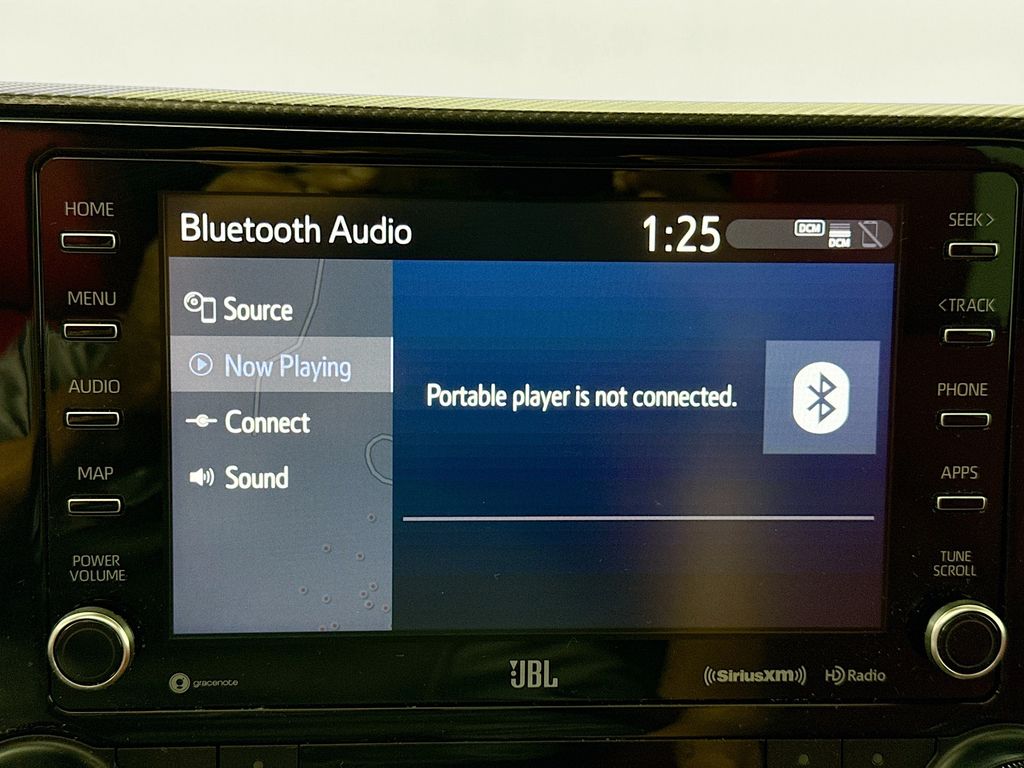 HOME
MENU
AUDIO
MAP
POWER
VOLUME
Bluetooth Audio
1:25
DCM
DCM
Source
Now Playing
Connect
Sound
Portable player is not connected.
SEEK>
<TRACK
PHONE
APPS
TUNE
SCROLL
gracenote
JBL
SiriusXM
HD Radio